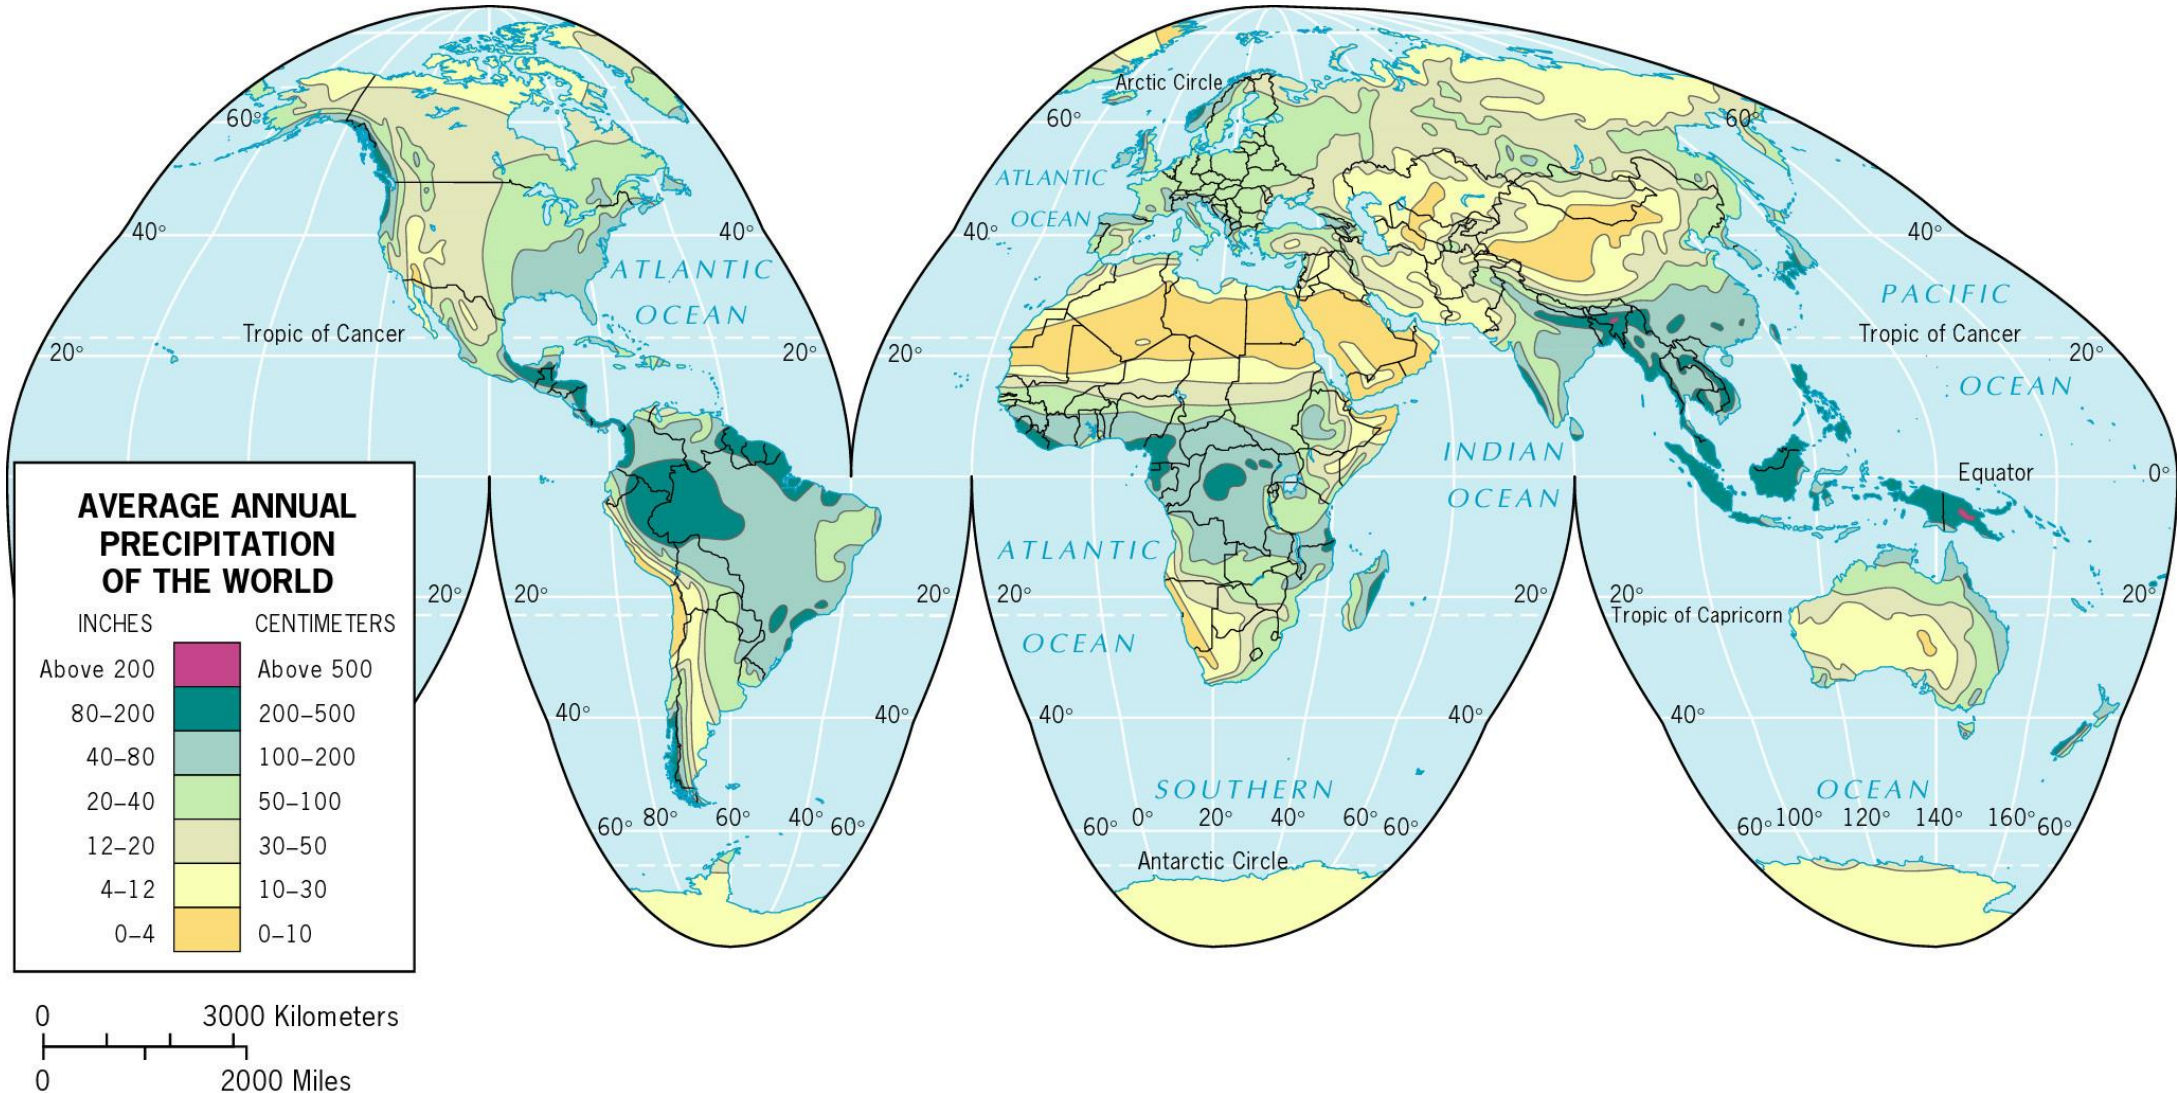 Arctic Circle
60° 60° 60°
ATLANTIC
OCEAN
40° 40° 40° 40°
ATLANTIC
OCEAN
PACIFIC
Tropic of Cancer Tropic of Cancer
20° 20° 20° 20°
OCEAN
INDIAN
OCEAN
Equator 0°
ATLANTIC
OCEAN
20° 20° 20° 20° 20° 20° 20°
Tropic of Capricorn
40° 40° 40° 40° 40°
SOUTHERN
OCEAN
60° 80° 60° 40° 60° 60° 0° 20° 40° 60° 60° 60° 100° 120° 140° 160° 60°
Antarctic Circle
AVERAGE ANNUAL
PRECIPITATION
OF THE WORLD
INCHES CENTIMETERS
Above 200 Above 500
80–200 200–500
40–80 100–200
20–40 50–100
12–20 30–50
4–12 10–30
0–4 0–10
0 3000 Kilometers
0 2000 Miles